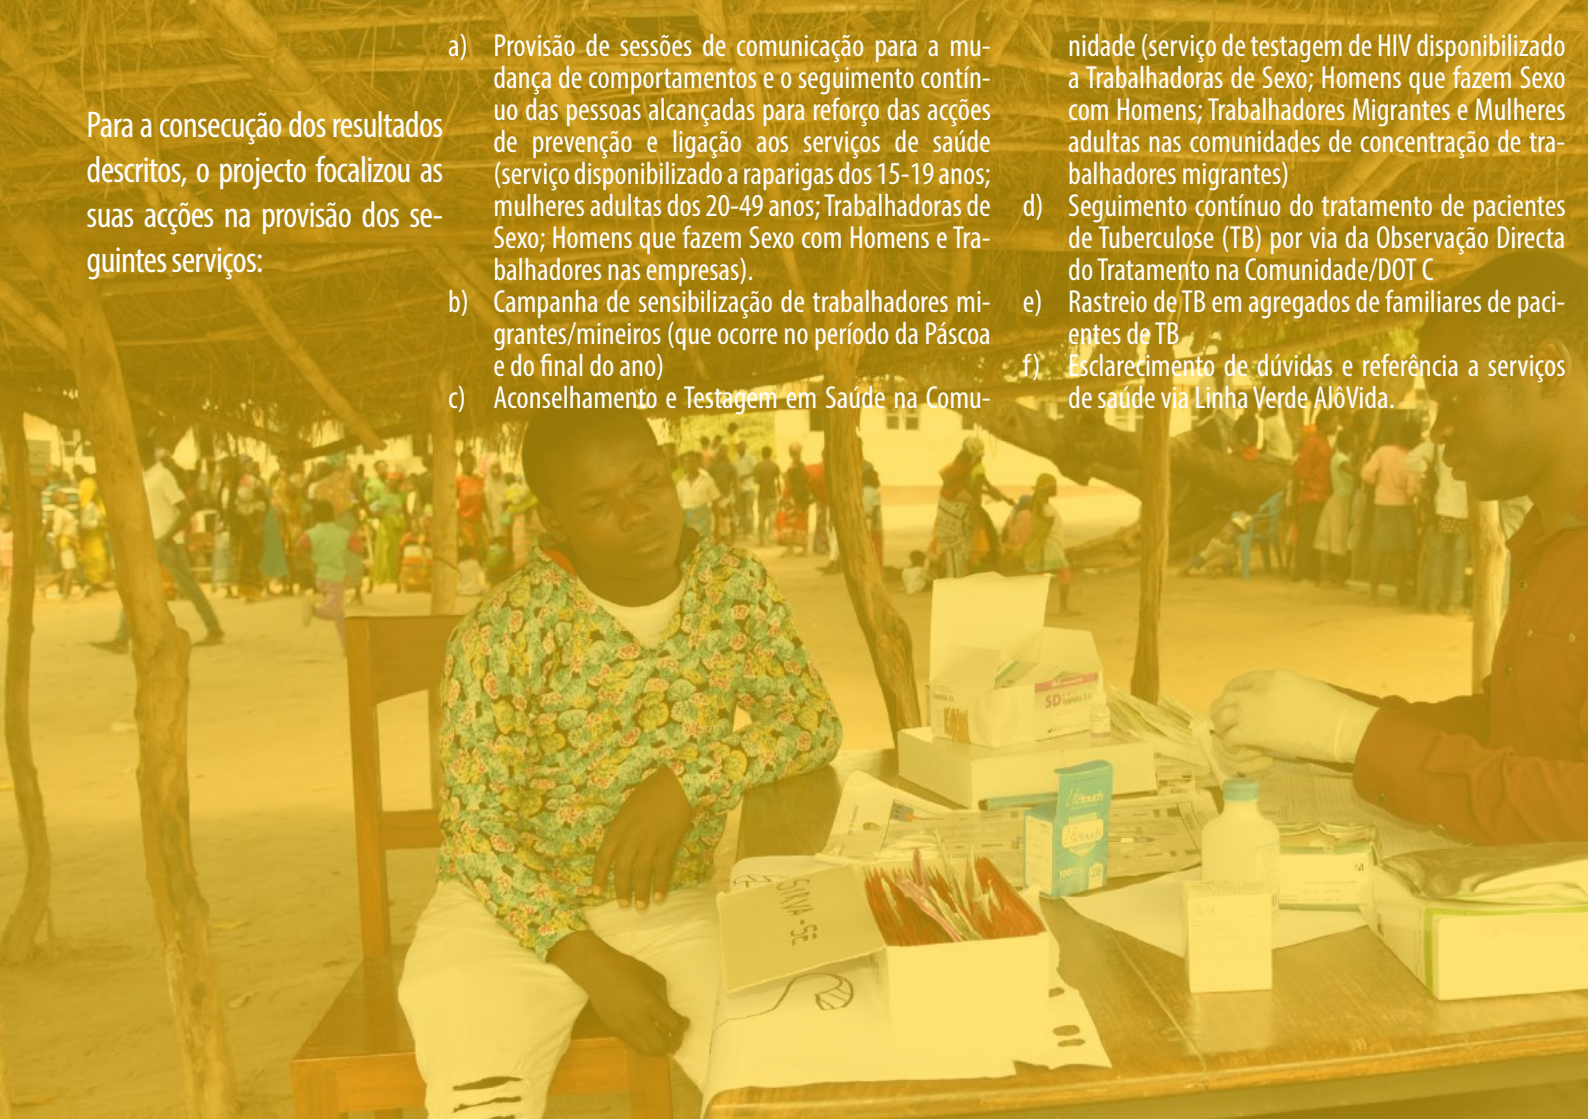 Para a consecução dos resultados
descritos, o projecto focalizou as
suas acções na provisão dos se-
guintes serviços:
a) Provisão de sessões de comunicação para a mu-
dança de comportamentos e o seguimento contín-
uo das pessoas alcançadas para reforço das acções
de prevenção e ligação aos serviços de saúde
(serviço disponibilizado a raparigas dos 15-19 anos;
mulheres adultas dos 20-49 anos; Trabalhadoras de
Sexo; Homens que fazem Sexo com Homens e Tra-
balhadores nas empresas).
b) Campanha de sensibilização de trabalhadores mi-
grantes/mineiros (que ocorre no período da Páscoa
e do final do ano)
c) Aconselhamento e Testagem em Saúde na Comu-
nidade (serviço de testagem de HIV disponibilizado
a Trabalhadoras de Sexo; Homens que fazem Sexo
com Homens; Trabalhadores Migrantes e Mulheres
adultas nas comunidades de concentração de tra-
balhadores migrantes)
d) Seguimento contínuo do tratamento de pacientes
de Tuberculose (TB) por via da Observação Directa
do Tratamento na Comunidade/DOT C
e) Rastreio de TB em agregados de familiares de paci-
entes de TB
f) Esclarecimento de dúvidas e referência a serviços
de saúde via Linha Verde AlôVida.
SD
SIRVA-SE